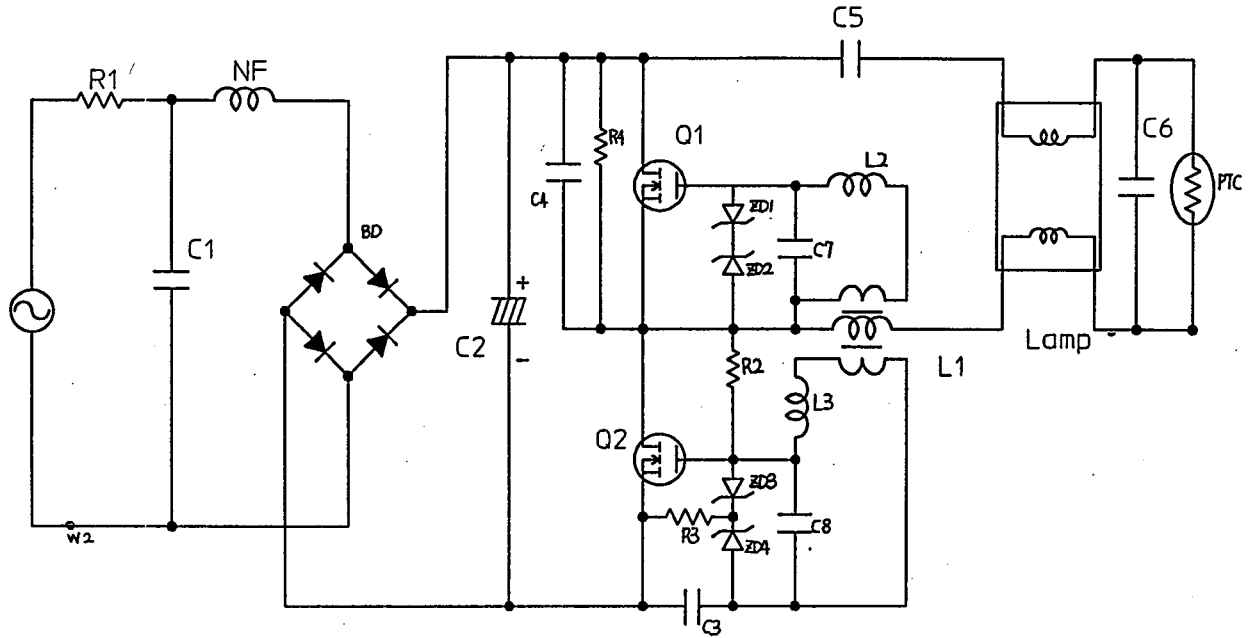 C5
R1
NF
Q1
R4
L2
C6
C4
ZD1
PTC
BD
C1
C7
ZD2
+
C2
-
Lamp
R2
L1
L3
Q2
ZD3
R3
C8
ZD4
W2
C3